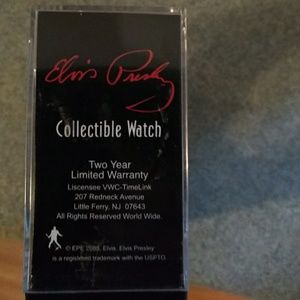 Elvis Presley
Collectible Watch
Two Year
Limited Warranty
Liscensee VWC-TimeLink
207 Redneck Avenue
Little Ferry, NJ 07643
All Rights Reserved World Wide.
© EPE Elvis. Elvis Presley
is a registered trademark with the USPTO.